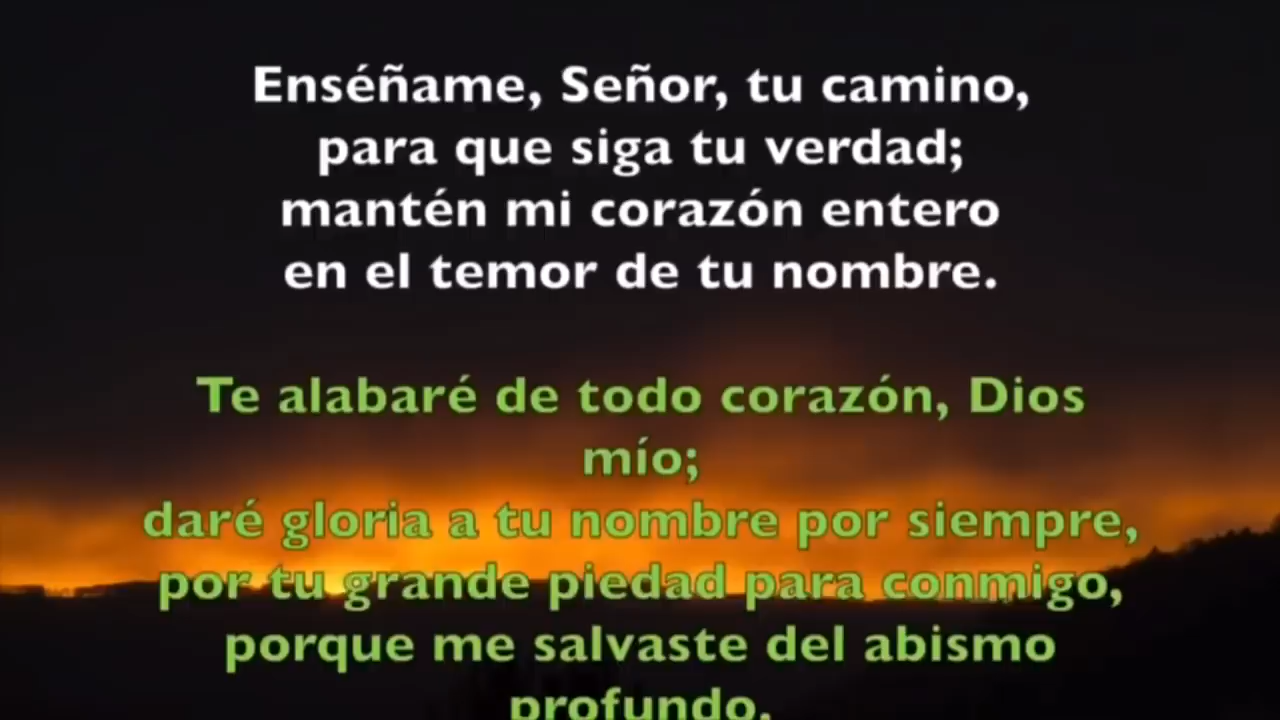 Enséñame, Señor, tu camino,
para que siga tu verdad;
mantén mi corazón entero
en el temor de tu nombre.
Te alabaré de todo corazón, Dios
mío;
daré gloria a tu nombre por siempre,
por tu grande piedad para conmigo,
porque me salvaste del abismo
profundo.